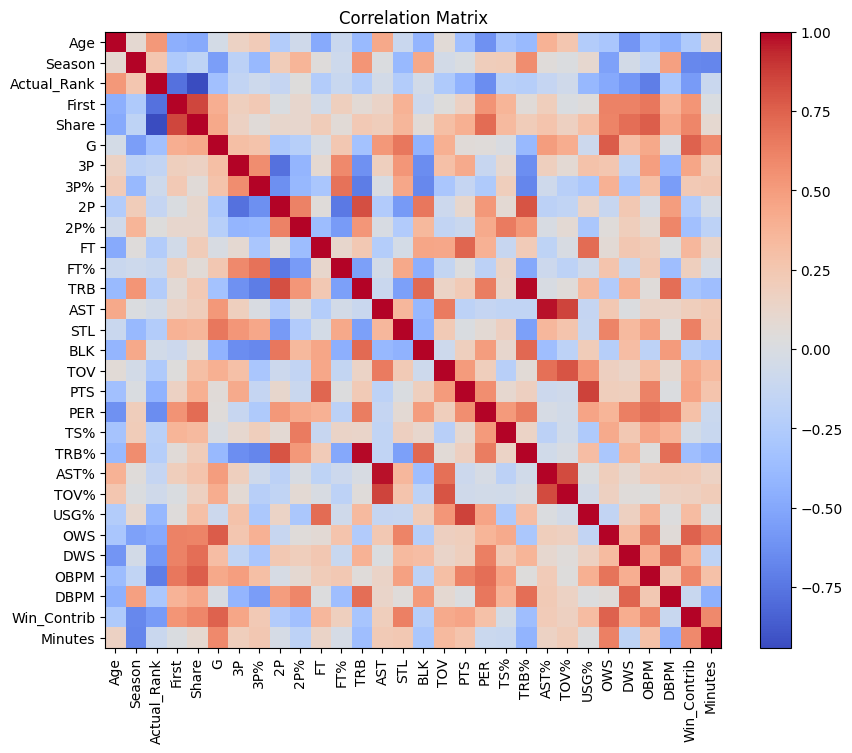 Correlation Matrix
Age
Season
Actual_Rank
First
Share
G
3P
3P%
2P
2P%
FT
FT%
TRB
AST
STL
BLK
TOV
PTS
PER
TS%
TRB%
AST%
TOV%
USG%
OWS
DWS
OBPM
DBPM
Win_Contrib
Minutes
Age
Season
Actual_Rank
First
Share
G
3P
3P%
2P
2P%
FT
FT%
TRB
AST
STL
BLK
TOV
PTS
PER
TS%
TRB%
AST%
TOV%
USG%
OWS
DWS
OBPM
DBPM
Win_Contrib
Minutes
1.00
0.75
0.50
0.25
0.00
−0.25
−0.50
−0.75